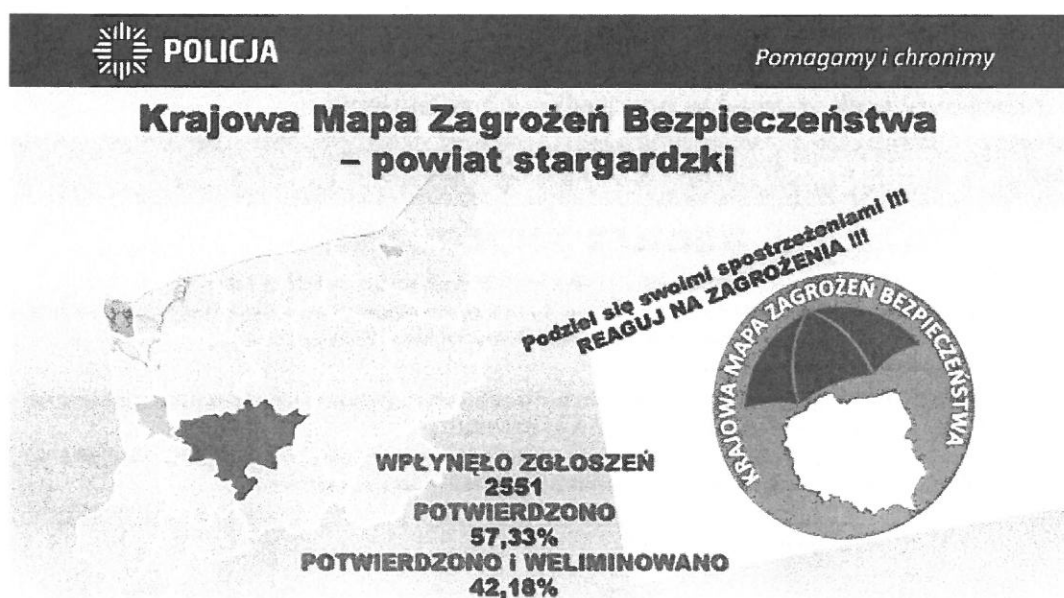 POLICJA
Pomagamy i chronimy
Krajowa Mapa Zagrożeń Bezpieczeństwa
– powiat stargardzki
Podziel się swoimi spostrzeżeniami !!!
REAGUJ NA ZAGROŻENIA !!!
KRAJOWA MAPA ZAGROŻEŃ BEZPIECZEŃSTWA
WPŁYNĘŁO ZGŁOSZEŃ
2551
POTWIERDZONO
57,33%
POTWIERDZONO i WELIMINOWANO
42,18%